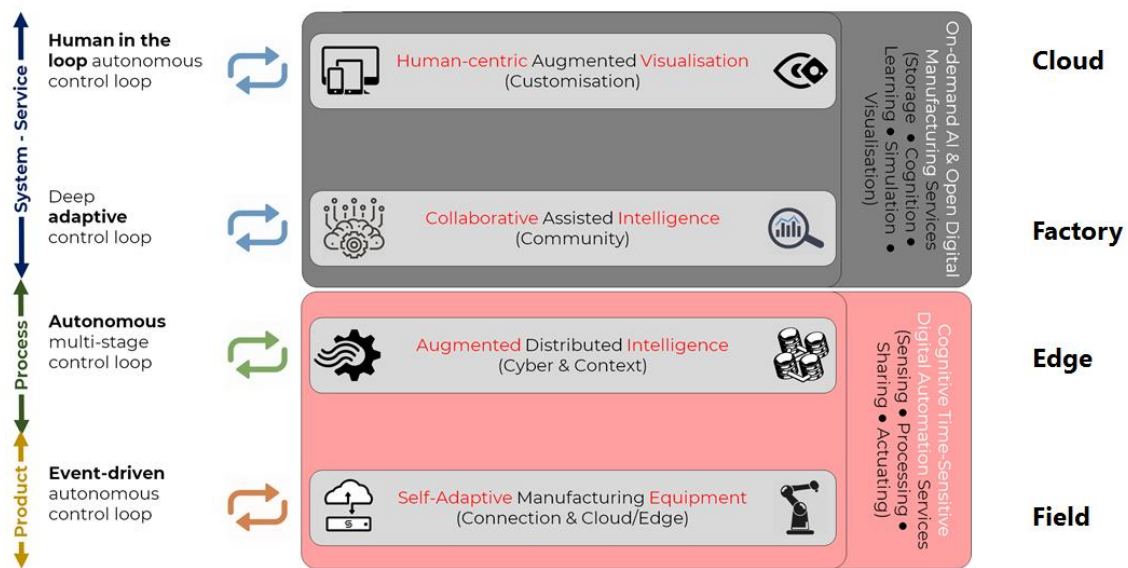 System - Service
Human in the
loop autonomous
control loop
Human-centric Augmented Visualisation
(Customisation)
Cloud
Deep
adaptive
control loop
Collaborative Assisted Intelligence
(Community)
Factory
On-demand AI & Open Digital
Manufacturing Services
(Storage ● Cognition ●
Learning ● Simulation ●
Visualisation)
Process
Autonomous
multi-stage
control loop
Augmented Distributed Intelligence
(Cyber & Context)
Edge
Product
Event-driven
autonomous
control loop
Self-Adaptive Manufacturing Equipment
(Connection & Cloud/Edge)
Field
Cognitive Time-Sensitive
Digital Automation Services
(Sensing ● Processing ●
Sharing ● Actuating)